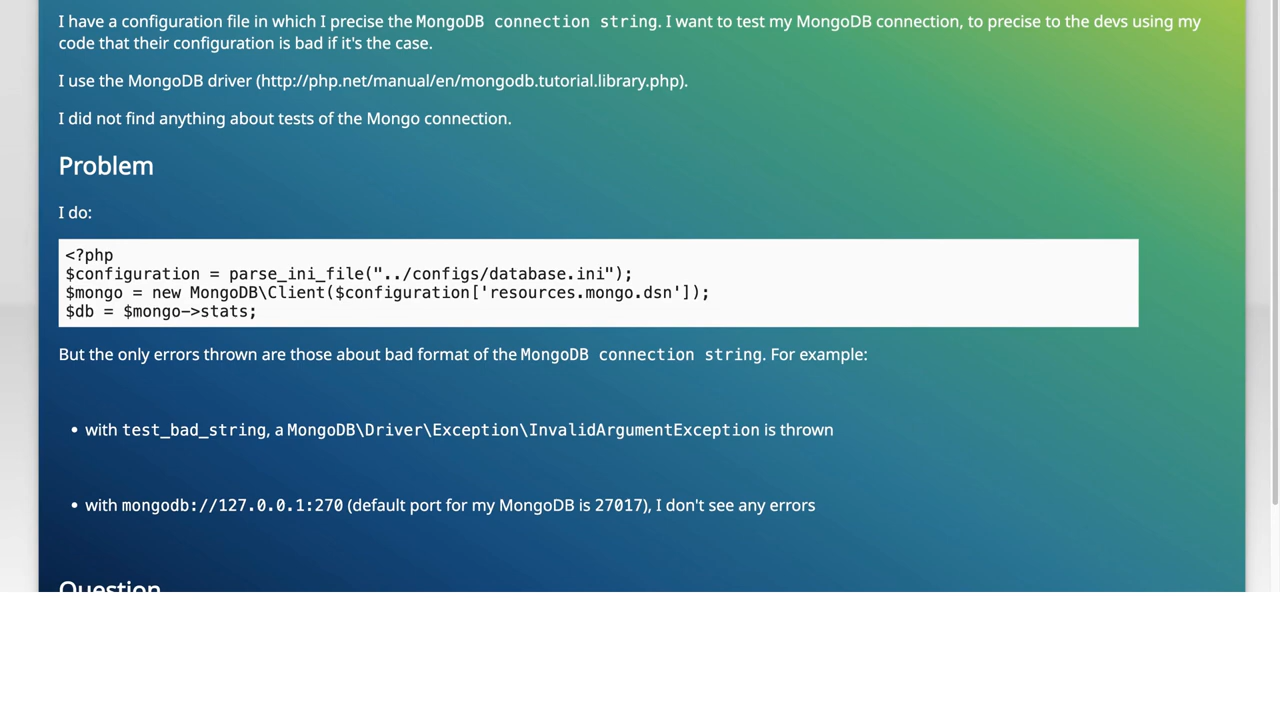 I have a configuration file in which I precise the MongoDB connection string. I want to test my MongoDB connection, to precise to the devs using my
code that their configuration is bad if it's the case.
I use the MongoDB driver (http://php.net/manual/en/mongodb.tutorial.library.php).
I did not find anything about tests of the Mongo connection.
Problem
I do:
<?php
$configuration = parse_ini_file("../configs/database.ini");
$mongo = new MongoDB\Client($configuration['resources.mongo.dsn']);
$db = $mongo->stats;
But the only errors thrown are those about bad format of the MongoDB connection string. For example:
• with test_bad_string, a MongoDB\Driver\Exception\InvalidArgumentException is thrown
• with mongodb://127.0.0.1:270 (default port for my MongoDB is 27017), I don't see any errors
Question